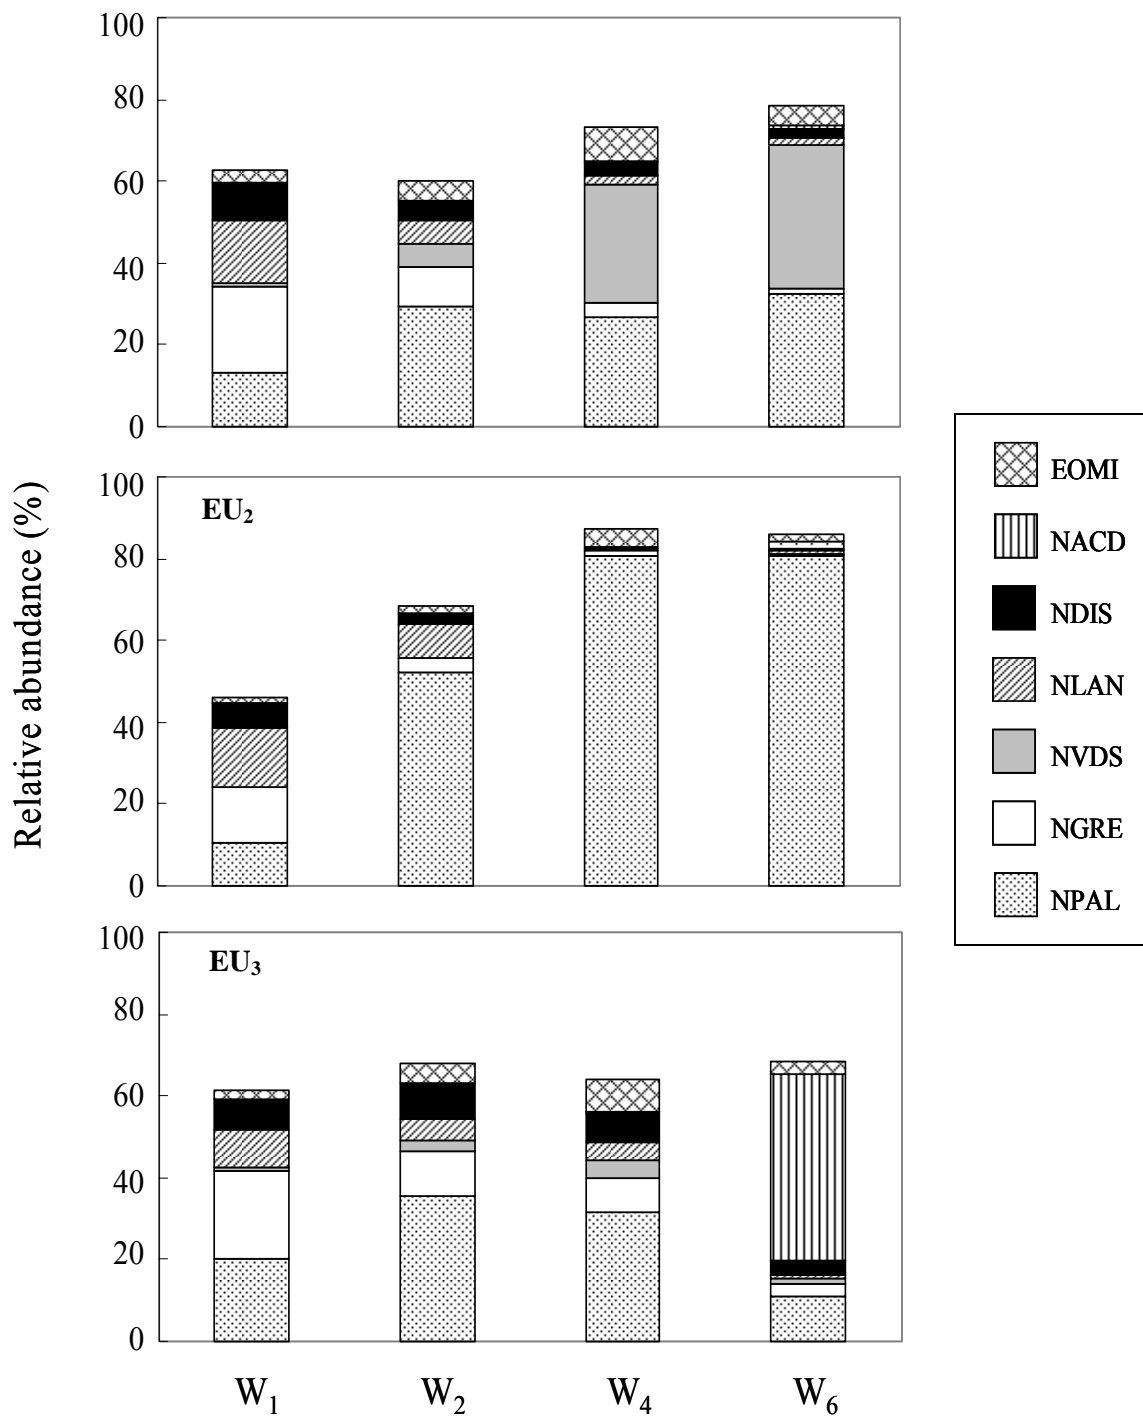 100
80
60
40
20
0
Relative abundance (%)
EU₂
100
80
60
40
20
0
EU₃
100
80
60
40
20
0
W₁ W₂ W₄ W₆
EOMI
NACD
NDIS
NLAN
NVDS
NGRE
NPAL